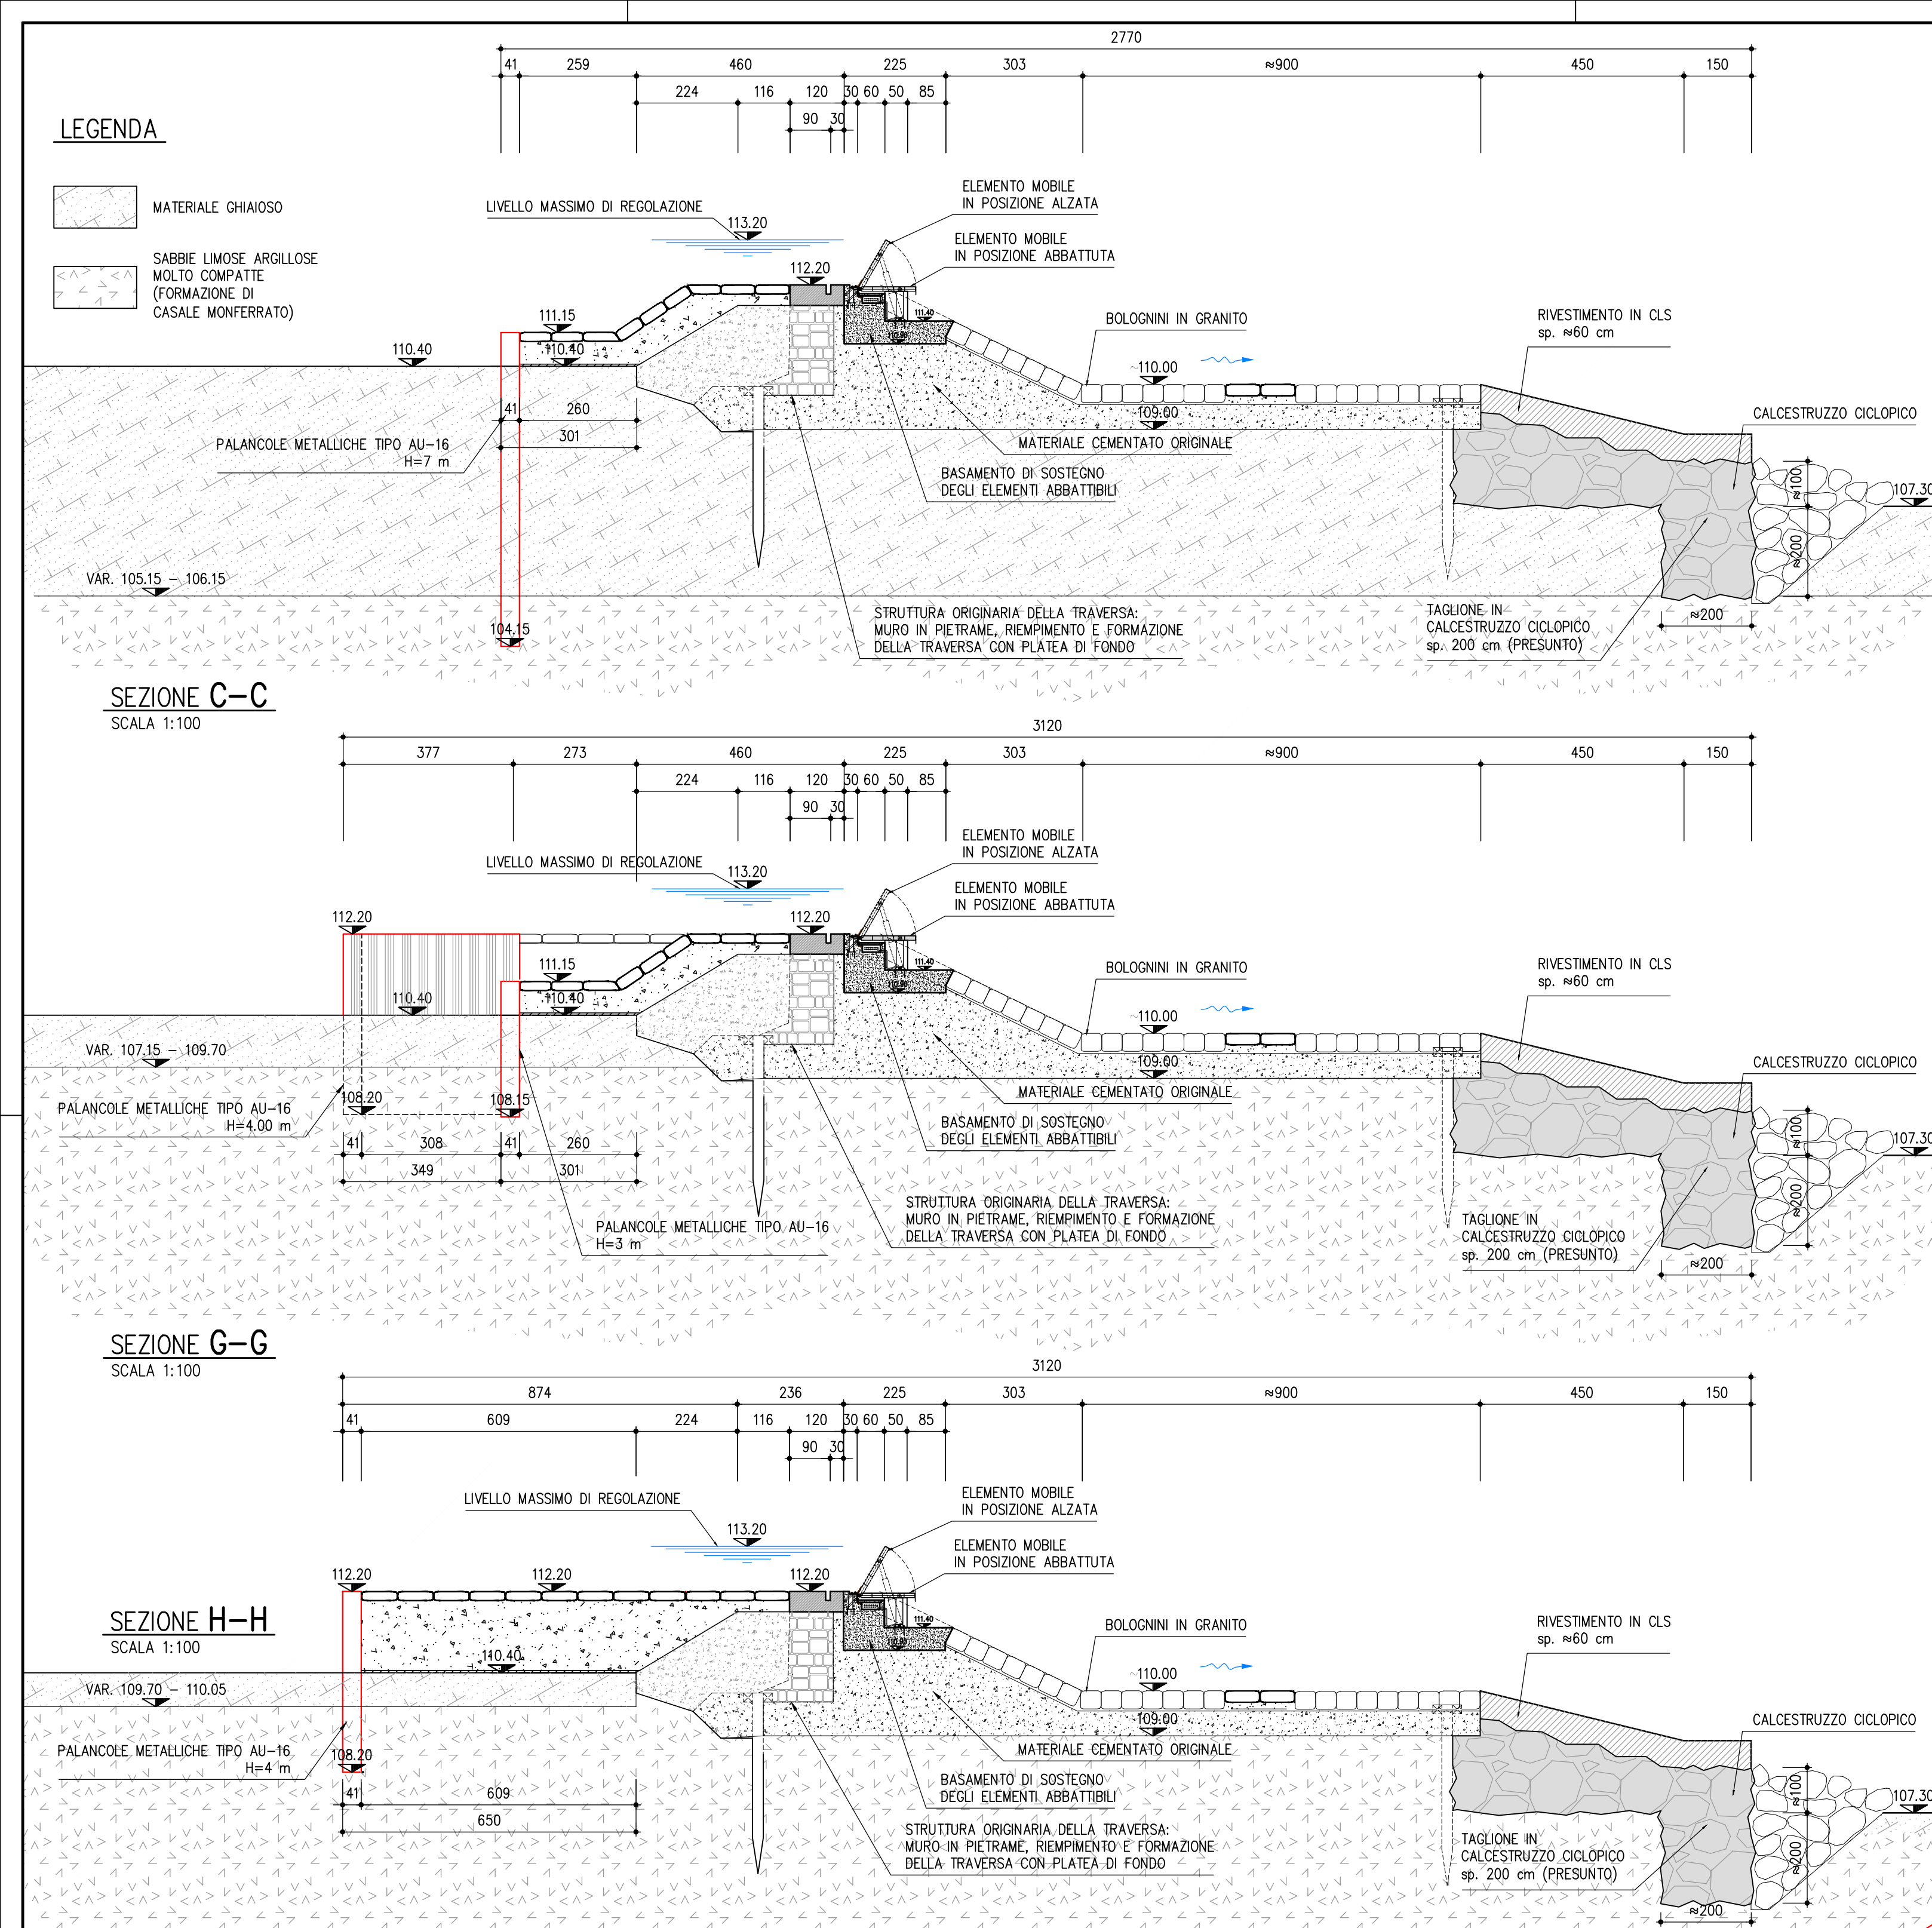 2770
41 259 460 225 303 ≈900 450 150
224 116 120 30 60 50 85
90 30
LEGENDA
MATERIALE GHIAIOSO
SABBIE LIMOSE ARGILLOSE
MOLTO COMPATTE
(FORMAZIONE DI
CASALE MONFERRATO)
LIVELLO MASSIMO DI REGOLAZIONE
113.20
ELEMENTO MOBILE
IN POSIZIONE ALZATA
ELEMENTO MOBILE
IN POSIZIONE ABBATTUTA
112.20
111.15
110.40
110.40
111.40
BOLOGNINI IN GRANITO
RIVESTIMENTO IN CLS
sp. ≈60 cm
~110.00
109.00
CALCESTRUZZO CICLOPICO
41 260
301
PALANCOLE METALLICHE TIPO AU-16
H=7 m
MATERIALE CEMENTATO ORIGINALE
BASAMENTO DI SOSTEGNO
DEGLI ELEMENTI ABBATTIBILI
≈100
107.30
≈200
VAR. 105.15 – 106.15
104.15
STRUTTURA ORIGINARIA DELLA TRAVERSA:
MURO IN PIETRAME, RIEMPIMENTO E FORMAZIONE
DELLA TRAVERSA CON PLATEA DI FONDO
TAGLIONE IN
CALCESTRUZZO CICLOPICO
sp. 200 cm (PRESUNTO)
≈200
SEZIONE C-C
SCALA 1:100
3120
377 273 460 225 303 ≈900 450 150
224 116 120 30 60 50 85
90 30
LIVELLO MASSIMO DI REGOLAZIONE
113.20
ELEMENTO MOBILE
IN POSIZIONE ALZATA
ELEMENTO MOBILE
IN POSIZIONE ABBATTUTA
112.20
112.20
111.15
110.40
110.40
111.40
BOLOGNINI IN GRANITO
RIVESTIMENTO IN CLS
sp. ≈60 cm
~110.00
109.00
CALCESTRUZZO CICLOPICO
VAR. 107.15 – 109.70
PALANCOLE METALLICHE TIPO AU-16
H=4.00 m
108.20
108.15
MATERIALE CEMENTATO ORIGINALE
BASAMENTO DI SOSTEGNO
DEGLI ELEMENTI ABBATTIBILI
41 308 41 260
349 301
≈100
107.30
≈200
PALANCOLE METALLICHE TIPO AU-16
H=3 m
STRUTTURA ORIGINARIA DELLA TRAVERSA:
MURO IN PIETRAME, RIEMPIMENTO E FORMAZIONE
DELLA TRAVERSA CON PLATEA DI FONDO
TAGLIONE IN
CALCESTRUZZO CICLOPICO
sp. 200 cm (PRESUNTO)
≈200
SEZIONE G-G
SCALA 1:100
3120
874 236 225 303 ≈900 450 150
41 609 224 116 120 30 60 50 85
90 30
LIVELLO MASSIMO DI REGOLAZIONE
113.20
ELEMENTO MOBILE
IN POSIZIONE ALZATA
ELEMENTO MOBILE
IN POSIZIONE ABBATTUTA
112.20
112.20
112.20
SEZIONE H-H
SCALA 1:100
110.40
111.40
BOLOGNINI IN GRANITO
RIVESTIMENTO IN CLS
sp. ≈60 cm
~110.00
109.00
CALCESTRUZZO CICLOPICO
VAR. 109.70 – 110.05
PALANCOLE METALLICHE TIPO AU-16
H=4 m
108.20
MATERIALE CEMENTATO ORIGINALE
BASAMENTO DI SOSTEGNO
DEGLI ELEMENTI ABBATTIBILI
41 609
650
≈100
107.30
≈200
STRUTTURA ORIGINARIA DELLA TRAVERSA:
MURO IN PIETRAME, RIEMPIMENTO E FORMAZIONE
DELLA TRAVERSA CON PLATEA DI FONDO
TAGLIONE IN
CALCESTRUZZO CICLOPICO
sp. 200 cm (PRESUNTO)
≈200